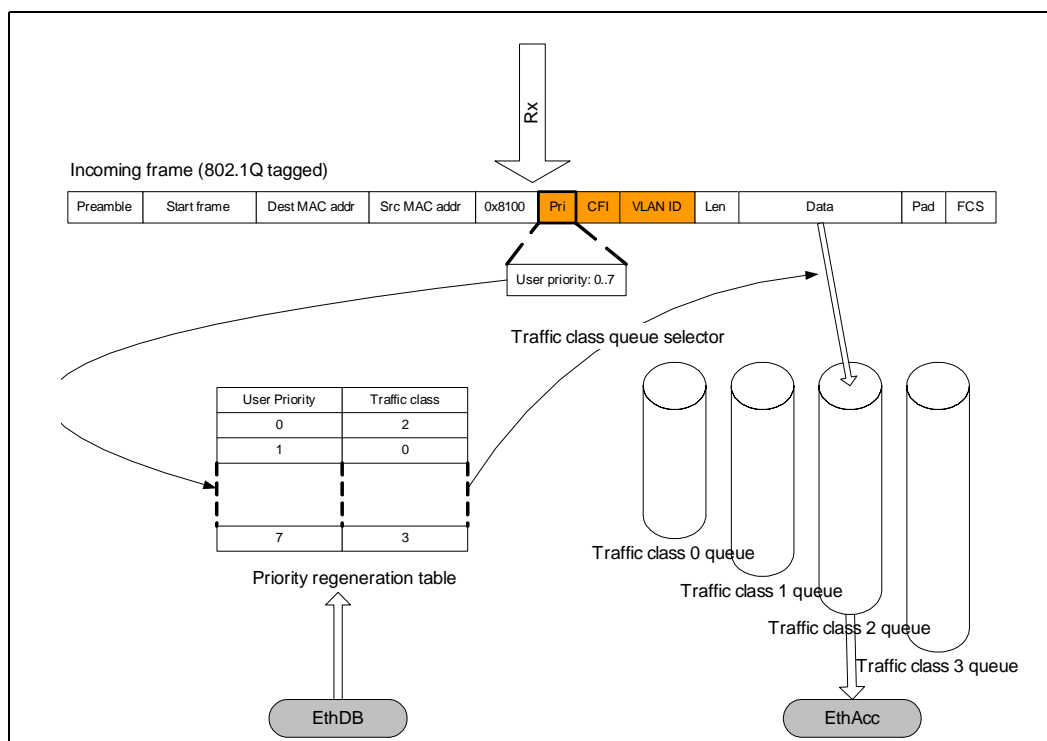 Rx
Incoming frame (802.1Q tagged)
Preamble Start frame Dest MAC addr Src MAC addr 0x8100 Pri CFI VLAN ID Len Data Pad FCS
User priority: 0..7
Traffic class queue selector
User Priority Traffic class
0 2
1 0
7 3
Priority regeneration table
Traffic class 0 queue
Traffic class 1 queue
Traffic class 2 queue
Traffic class 3 queue
EthDB
EthAcc